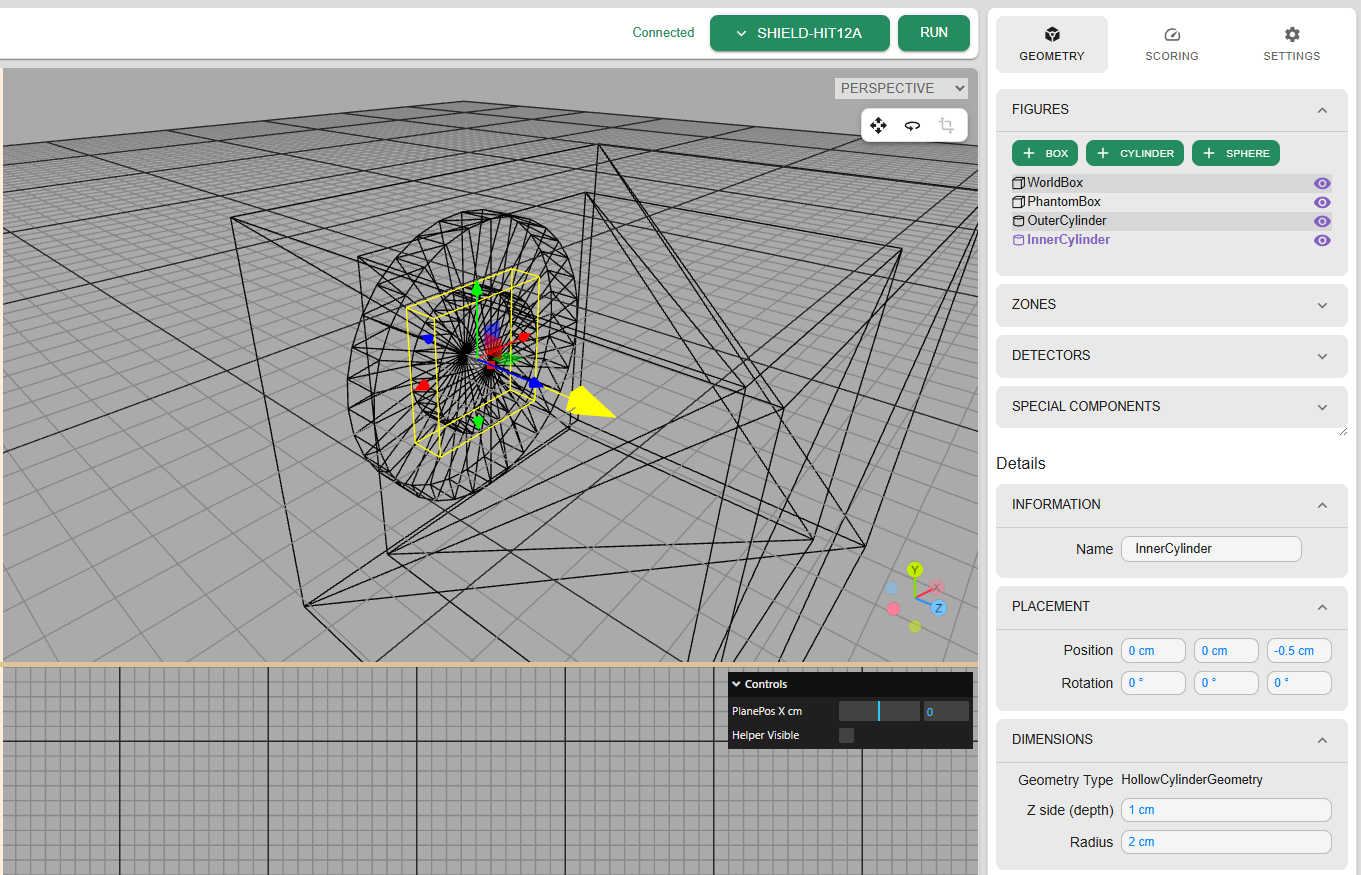 Connected
SHIELD-HIT12A
RUN
GEOMETRY
SCORING
SETTINGS
PERSPECTIVE
FIGURES
BOX
CYLINDER
SPHERE
WorldBox
PhantomBox
OuterCylinder
InnerCylinder
ZONES
DETECTORS
SPECIAL COMPONENTS
Details
INFORMATION
Name InnerCylinder
PLACEMENT
Position 0 cm 0 cm -0.5 cm
Rotation 0 ° 0 ° 0 °
DIMENSIONS
Geometry Type HollowCylinderGeometry
Z side (depth) 1 cm
Radius 2 cm
Y
X
Z
Controls
PlanePos X cm 0
Helper Visible